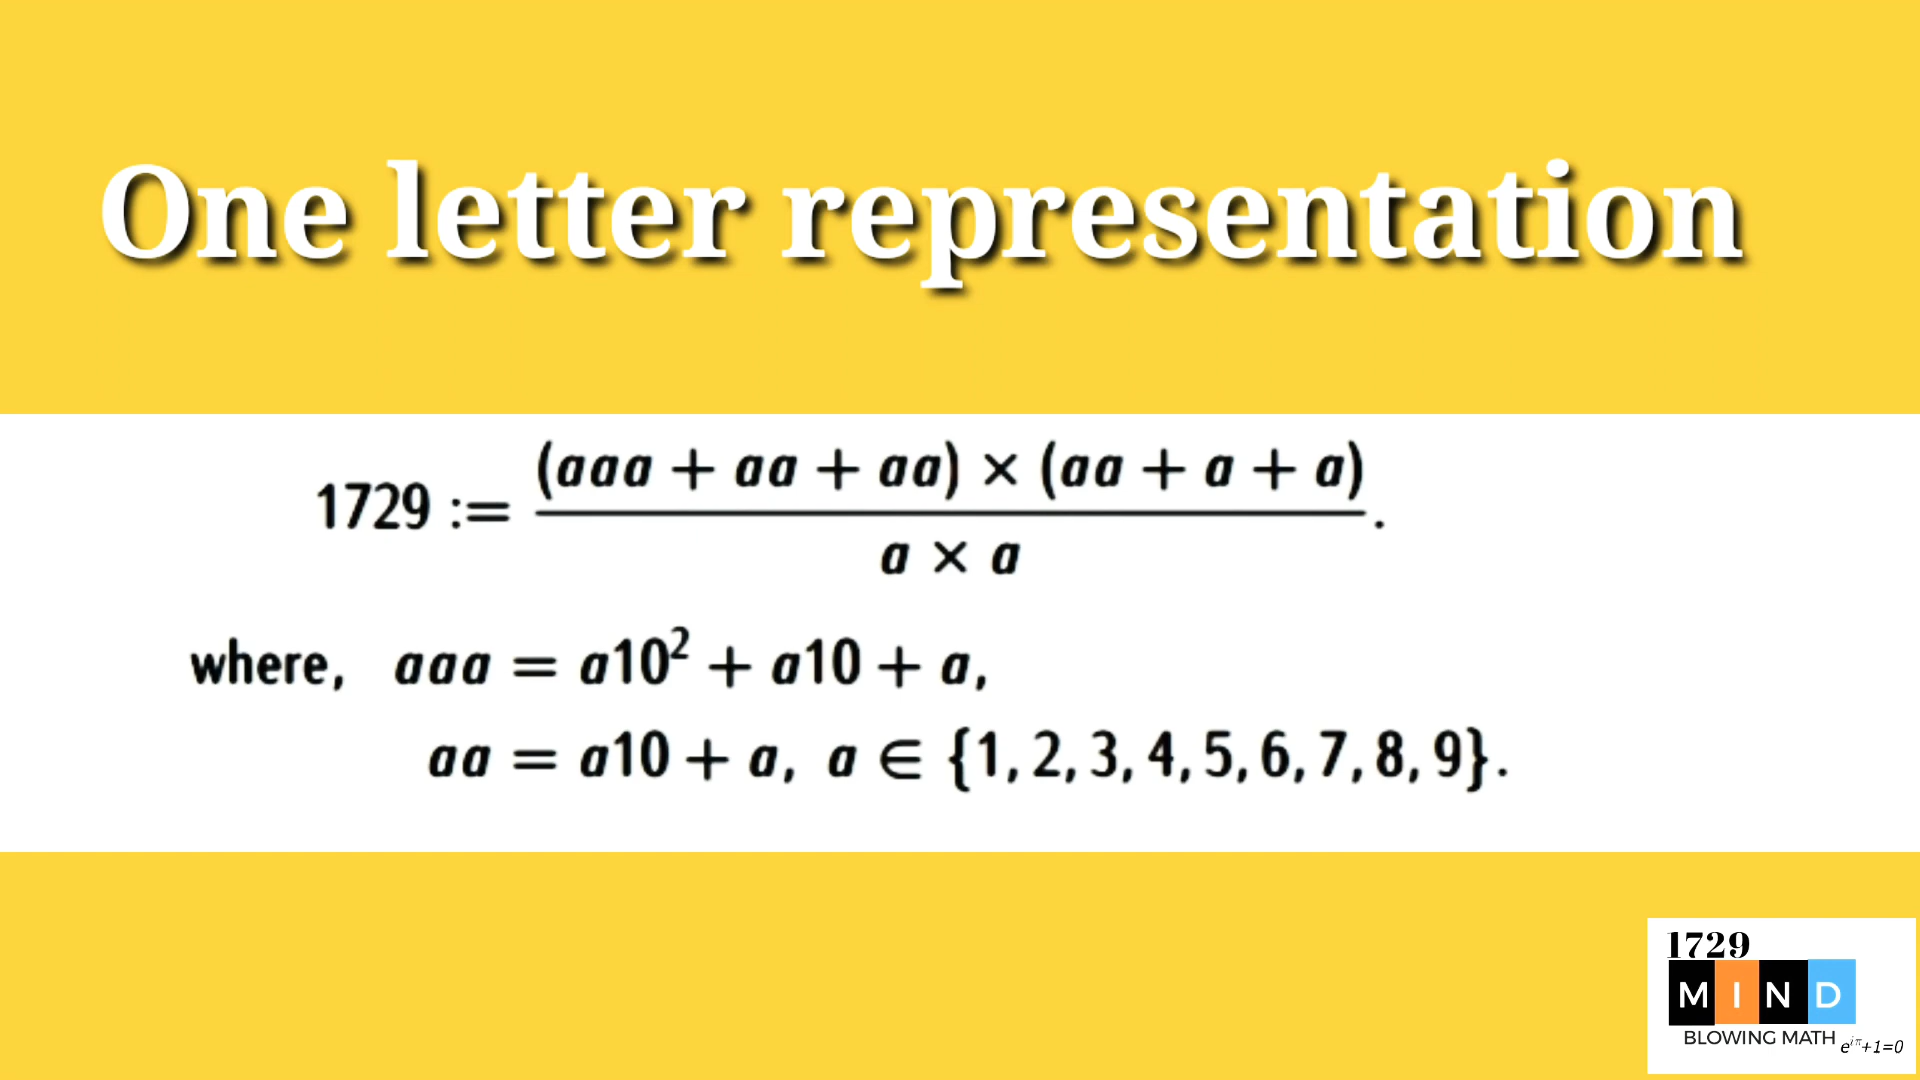 One letter representation
1729 := (aaa + aa + aa) × (aa + a + a)
a × a .
where, aaa = a10² + a10 + a,
aa = a10 + a, a ∈ {1, 2, 3, 4, 5, 6, 7, 8, 9}.
1729
MIND
BLOWING MATH
e^{iπ}+1=0